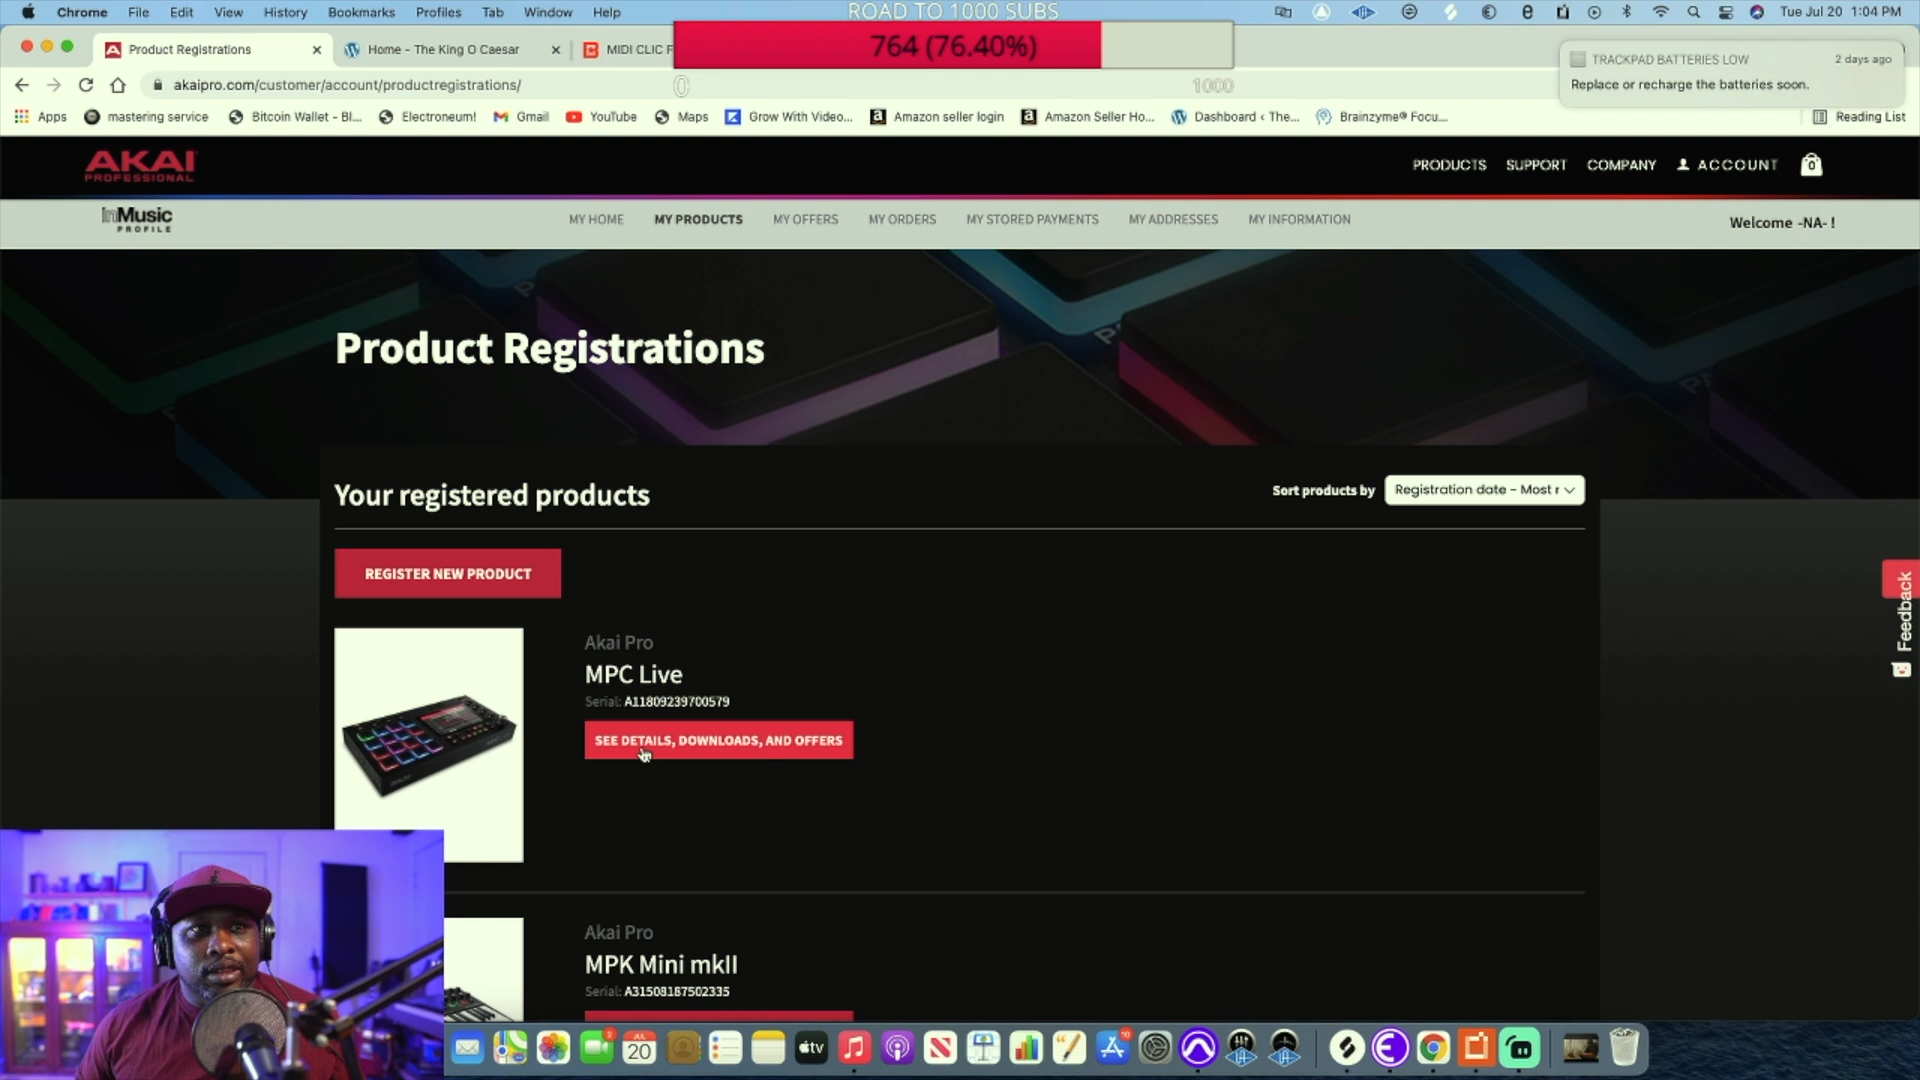 Chrome File Edit View History Bookmarks Profiles Tab Window Help
ROAD TO 1000 SUBS
Tue Jul 20 1:04 PM
Product Registrations
Home - The King O Caesar
MIDI CLIC F
764 (76.40%)
0
1000
TRACKPAD BATTERIES LOW
2 days ago
Replace or recharge the batteries soon.
akaipro.com/customer/account/productregistrations/
Apps
mastering service
Bitcoin Wallet - Bl...
Electroneum!
Gmail
YouTube
Maps
Grow With Video...
Amazon seller login
Amazon Seller Ho...
Dashboard ‹ The...
Brainzyme® Focu...
Reading List
AKAI
PROFESSIONAL
PRODUCTS SUPPORT COMPANY ACCOUNT 0
inMusic
PROFILE
MY HOME MY PRODUCTS MY OFFERS MY ORDERS MY STORED PAYMENTS MY ADDRESSES MY INFORMATION
Welcome -NA- !
Product Registrations
Your registered products
Sort products by
Registration date - Most r
REGISTER NEW PRODUCT
Feedback
Akai Pro
MPC Live
Serial: A11809239700579
SEE DETAILS, DOWNLOADS, AND OFFERS
Akai Pro
MPK Mini mkII
Serial: A31508187502335
JUL
20
tv